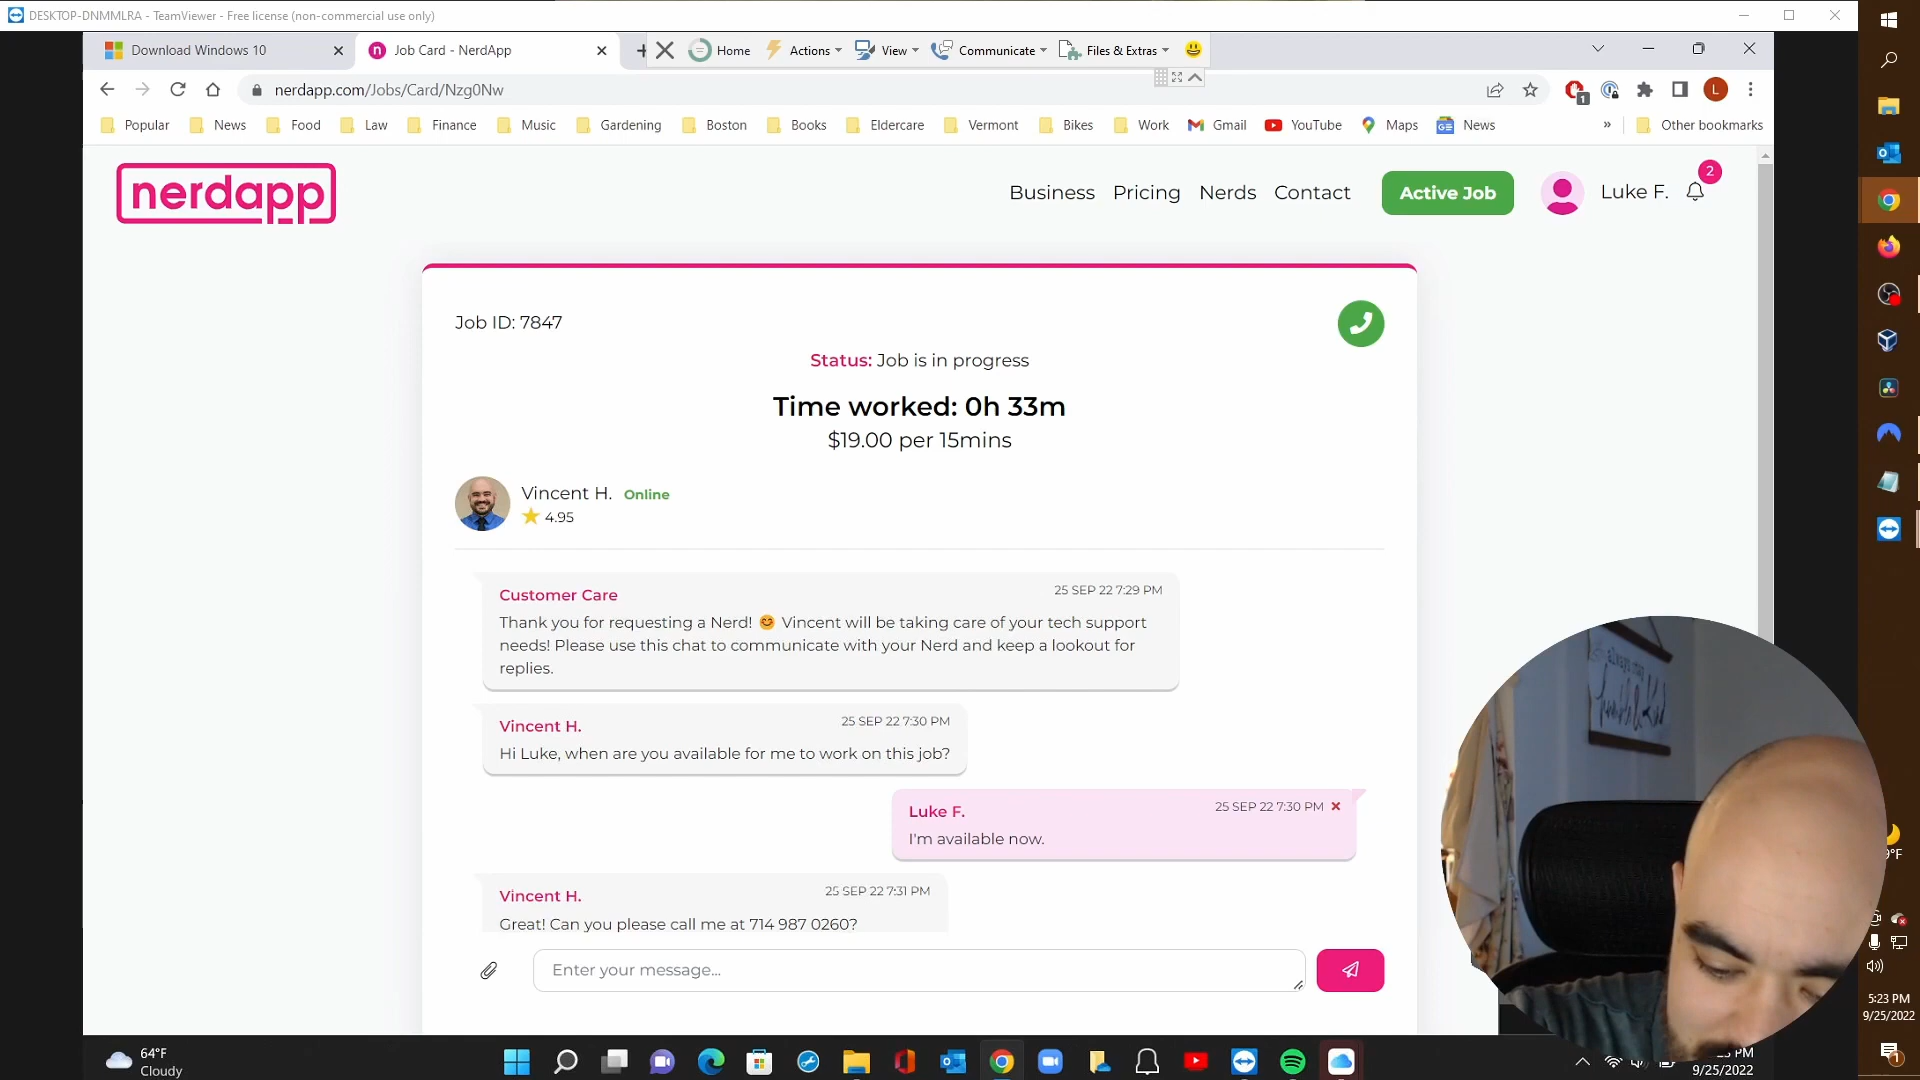 DESKTOP-DNMMLRA - TeamViewer - Free license (non-commercial use only)
Download Windows 10
Job Card - NerdApp
Home
Actions
View
Communicate
Files & Extras
nerdapp.com/Jobs/Card/Nzg0Nw
1
L
Popular
News
Food
Law
Finance
Music
Gardening
Boston
Books
Eldercare
Vermont
Bikes
Work
Gmail
YouTube
Maps
News
»
Other bookmarks
nerdapp
Business
Pricing
Nerds
Contact
Active Job
Luke F.
2
Job ID: 7847
Status: Job is in progress
Time worked: 0h 33m
$19.00 per 15mins
Vincent H. Online
4.95
Customer Care
25 SEP 22 7:29 PM
Thank you for requesting a Nerd! 😊 Vincent will be taking care of your tech support
needs! Please use this chat to communicate with your Nerd and keep a lookout for
replies.
Vincent H.
25 SEP 22 7:30 PM
Hi Luke, when are you available for me to work on this job?
Luke F.
25 SEP 22 7:30 PM
I'm available now.
Vincent H.
25 SEP 22 7:31 PM
Great! Can you please call me at 714 987 0260?
Enter your message...
64°F
Cloudy
PM
9/25/2022
5:23 PM
9/25/2022
1